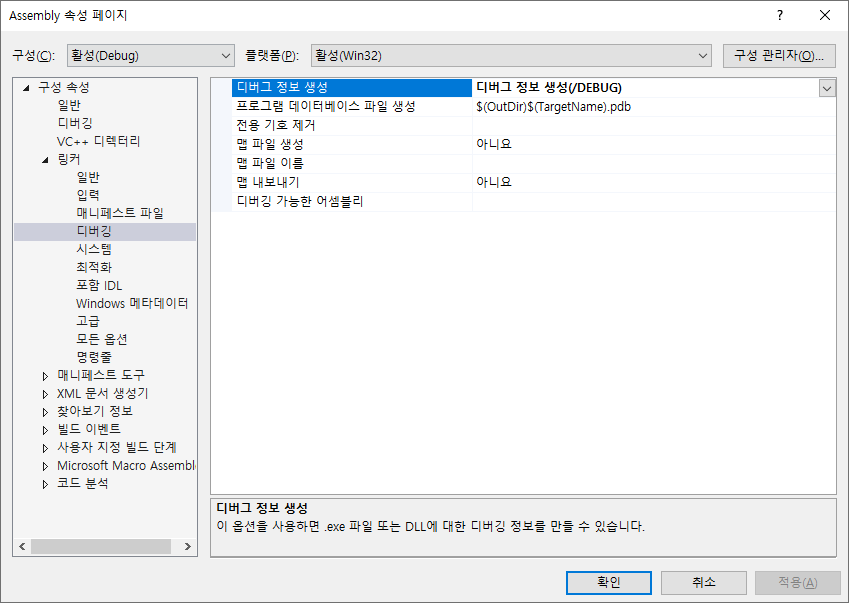 Assembly 속성 페이지
구성(C): 활성(Debug) 플랫폼(P): 활성(Win32) 구성 관리자(O)...
구성 속성
일반
디버깅
VC++ 디렉터리
링커
일반
입력
매니페스트 파일
디버깅
시스템
최적화
포함 IDL
Windows 메타데이터
고급
모든 옵션
명령줄
매니페스트 도구
XML 문서 생성기
찾아보기 정보
빌드 이벤트
사용자 지정 빌드 단계
Microsoft Macro Assembl
코드 분석
디버그 정보 생성 디버그 정보 생성(/DEBUG)
프로그램 데이터베이스 파일 생성 $(OutDir)$(TargetName).pdb
전용 기호 제거
맵 파일 생성 아니요
맵 파일 이름
맵 내보내기 아니요
디버깅 가능한 어셈블리
디버그 정보 생성
이 옵션을 사용하면 .exe 파일 또는 DLL에 대한 디버깅 정보를 만들 수 있습니다.
확인 취소 적용(A)